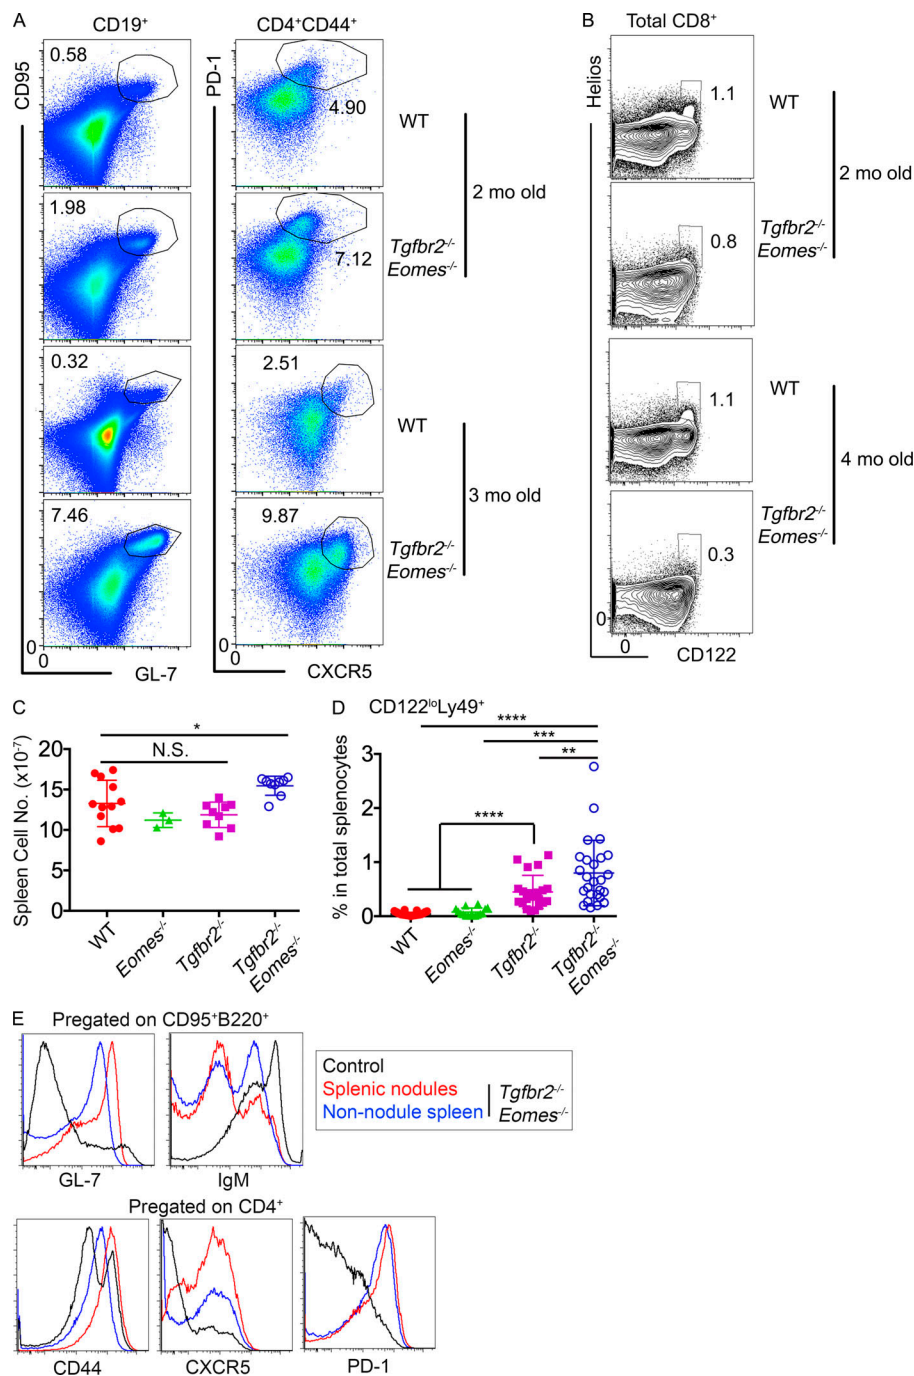 A
CD19⁺
CD4⁺CD44⁺
CD95
PD-1
0.58
4.90
WT
1.98
7.12
Tgfbr2⁻/⁻
Eomes⁻/⁻
2 mo old
0.32
2.51
WT
7.46
9.87
Tgfbr2⁻/⁻
Eomes⁻/⁻
3 mo old
0
0
0
0
GL-7
CXCR5
B
Total CD8⁺
Helios
1.1
WT
0.8
Tgfbr2⁻/⁻
Eomes⁻/⁻
2 mo old
1.1
WT
0.3
Tgfbr2⁻/⁻
Eomes⁻/⁻
4 mo old
0
0
CD122
C
Spleen Cell No. (x10⁻⁷)
20
15
10
5
0
*
N.S.
WT
Eomes⁻/⁻
Tgfbr2⁻/⁻
Tgfbr2⁻/⁻
Eomes⁻/⁻
D
CD122ˡᵒLy49⁺
% in total splenocytes
3
2
1
0
****
***
**
****
WT
Eomes⁻/⁻
Tgfbr2⁻/⁻
Tgfbr2⁻/⁻
Eomes⁻/⁻
E
Pregated on CD95⁺B220⁺
GL-7
IgM
Control
Splenic nodules
Non-nodule spleen
Tgfbr2⁻/⁻
Eomes⁻/⁻
Pregated on CD4⁺
CD44
CXCR5
PD-1